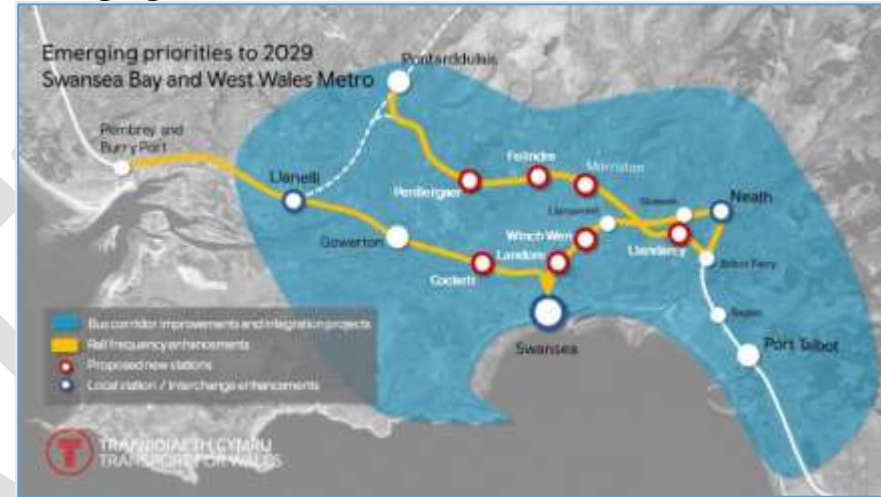 Emerging priorities to 2029
Swansea Bay and West Wales Metro
Pontarddulais
Pembrey and
Burry Port
Llanelli
Felindre
Morriston
Penllergaer
Llansamlet
Skewen
Neath
Gowerton
Winch Wen
Landore
Llandarcy
Cockett
Briton Ferry
Baglan
Swansea
Port Talbot
Bus corridor improvements and integration projects
Rail frequency enhancements
Proposed new stations
Local station / Interchange enhancements
TRAFNIDIAETH CYMRU
TRANSPORT FOR WALES